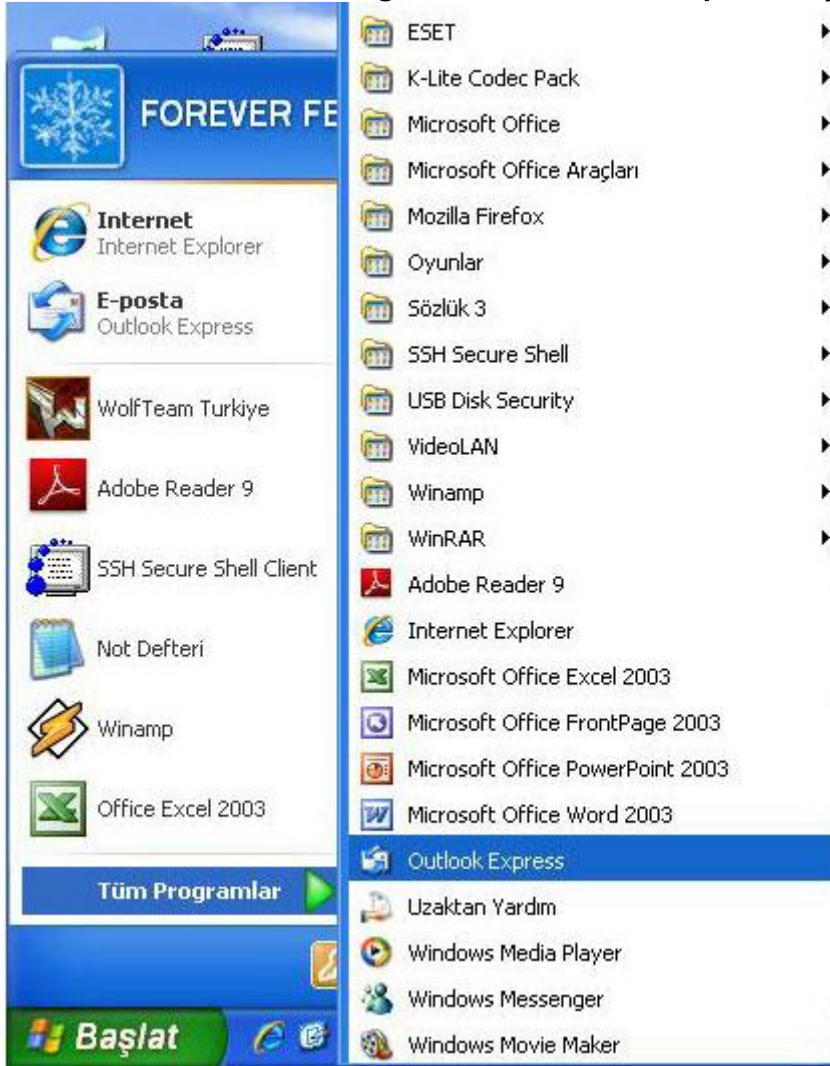 FOREVER FE
Internet
Internet Explorer
E-posta
Outlook Express
WolfTeam Turkiye
Adobe Reader 9
SSH Secure Shell Client
Not Defteri
Winamp
Office Excel 2003
Tüm Programlar
Başlat
ESET
K-Lite Codec Pack
Microsoft Office
Microsoft Office Araçları
Mozilla Firefox
Oyunlar
Sözlük 3
SSH Secure Shell
USB Disk Security
VideoLAN
Winamp
WinRAR
Adobe Reader 9
Internet Explorer
Microsoft Office Excel 2003
Microsoft Office FrontPage 2003
Microsoft Office PowerPoint 2003
Microsoft Office Word 2003
Outlook Express
Uzaktan Yardım
Windows Media Player
Windows Messenger
Windows Movie Maker